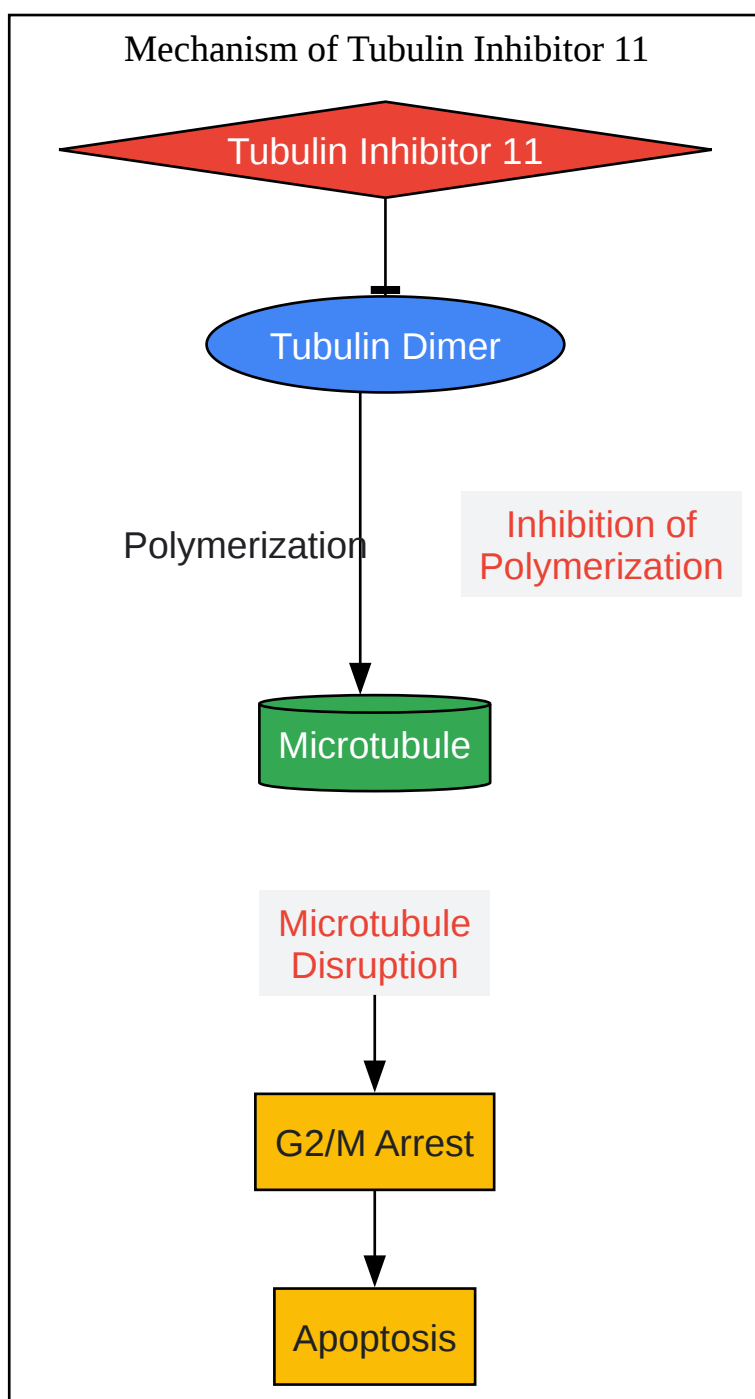 Mechanism of Tubulin Inhibitor 11
Tubulin Inhibitor 11
Tubulin Dimer
Polymerization
Inhibition of
Polymerization
Microtubule
Microtubule
Disruption
G2/M Arrest
Apoptosis